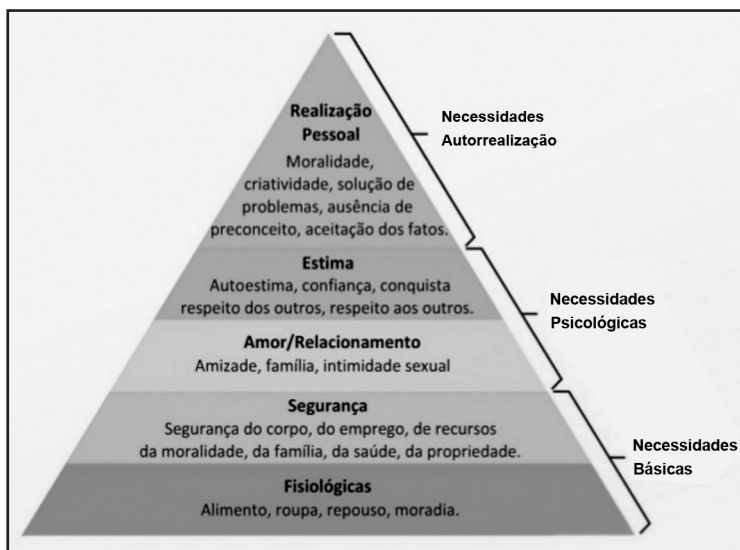 Realização
Pessoal
Moralidade,
criatividade, solução de
problemas, ausência de
preconceito, aceitação dos fatos.
Necessidades
Autorrealização
Estima
Autoestima, confiança, conquista
respeito dos outros, respeito aos outros.
Necessidades
Psicológicas
Amor/Relacionamento
Amizade, família, intimidade sexual
Segurança
Segurança do corpo, do emprego, de recursos
da moralidade, da família, da saúde, da propriedade.
Necessidades
Básicas
Fisiológicas
Alimento, roupa, repouso, moradia.